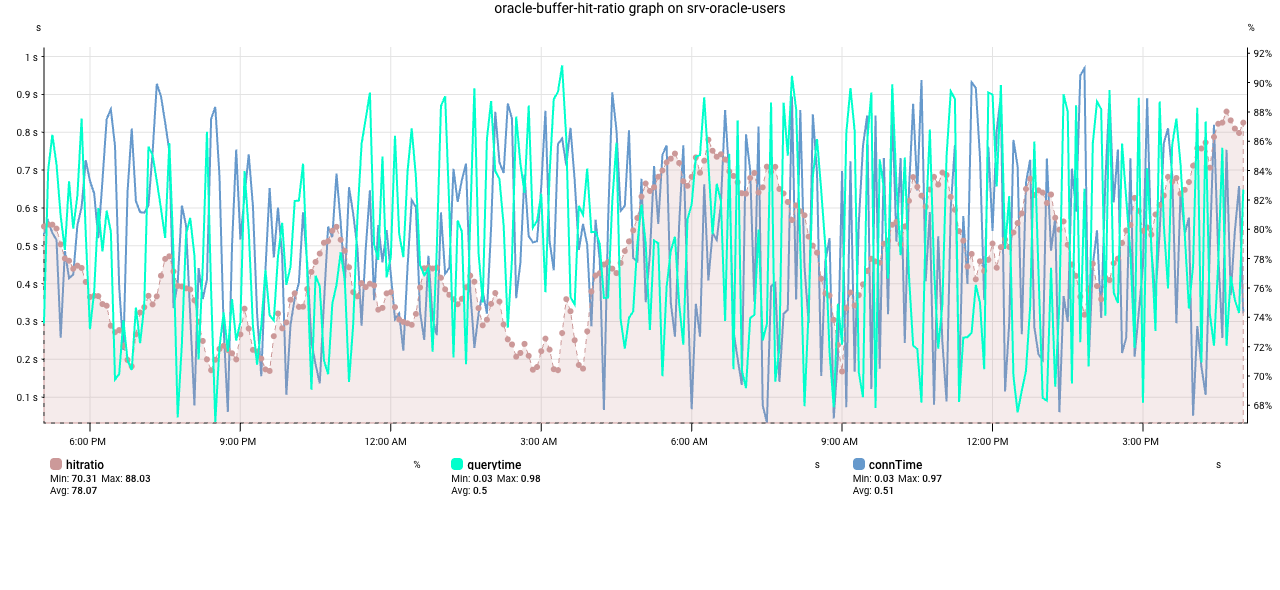 oracle-buffer-hit-ratio graph on srv-oracle-users
s %
1 s 92%
0.9 s 90%
0.8 s 88%
0.7 s 86%
0.6 s 84%
0.5 s 82%
0.4 s 80%
0.3 s 78%
0.2 s 76%
0.1 s 74%
72%
70%
68%
6:00 PM 9:00 PM 12:00 AM 3:00 AM 6:00 AM 9:00 AM 12:00 PM 3:00 PM
hitratio % querytime s connTime s
Min: 70.31 Max: 88.03 Min: 0.03 Max: 0.98 Min: 0.03 Max: 0.97
Avg: 78.07 Avg: 0.5 Avg: 0.51